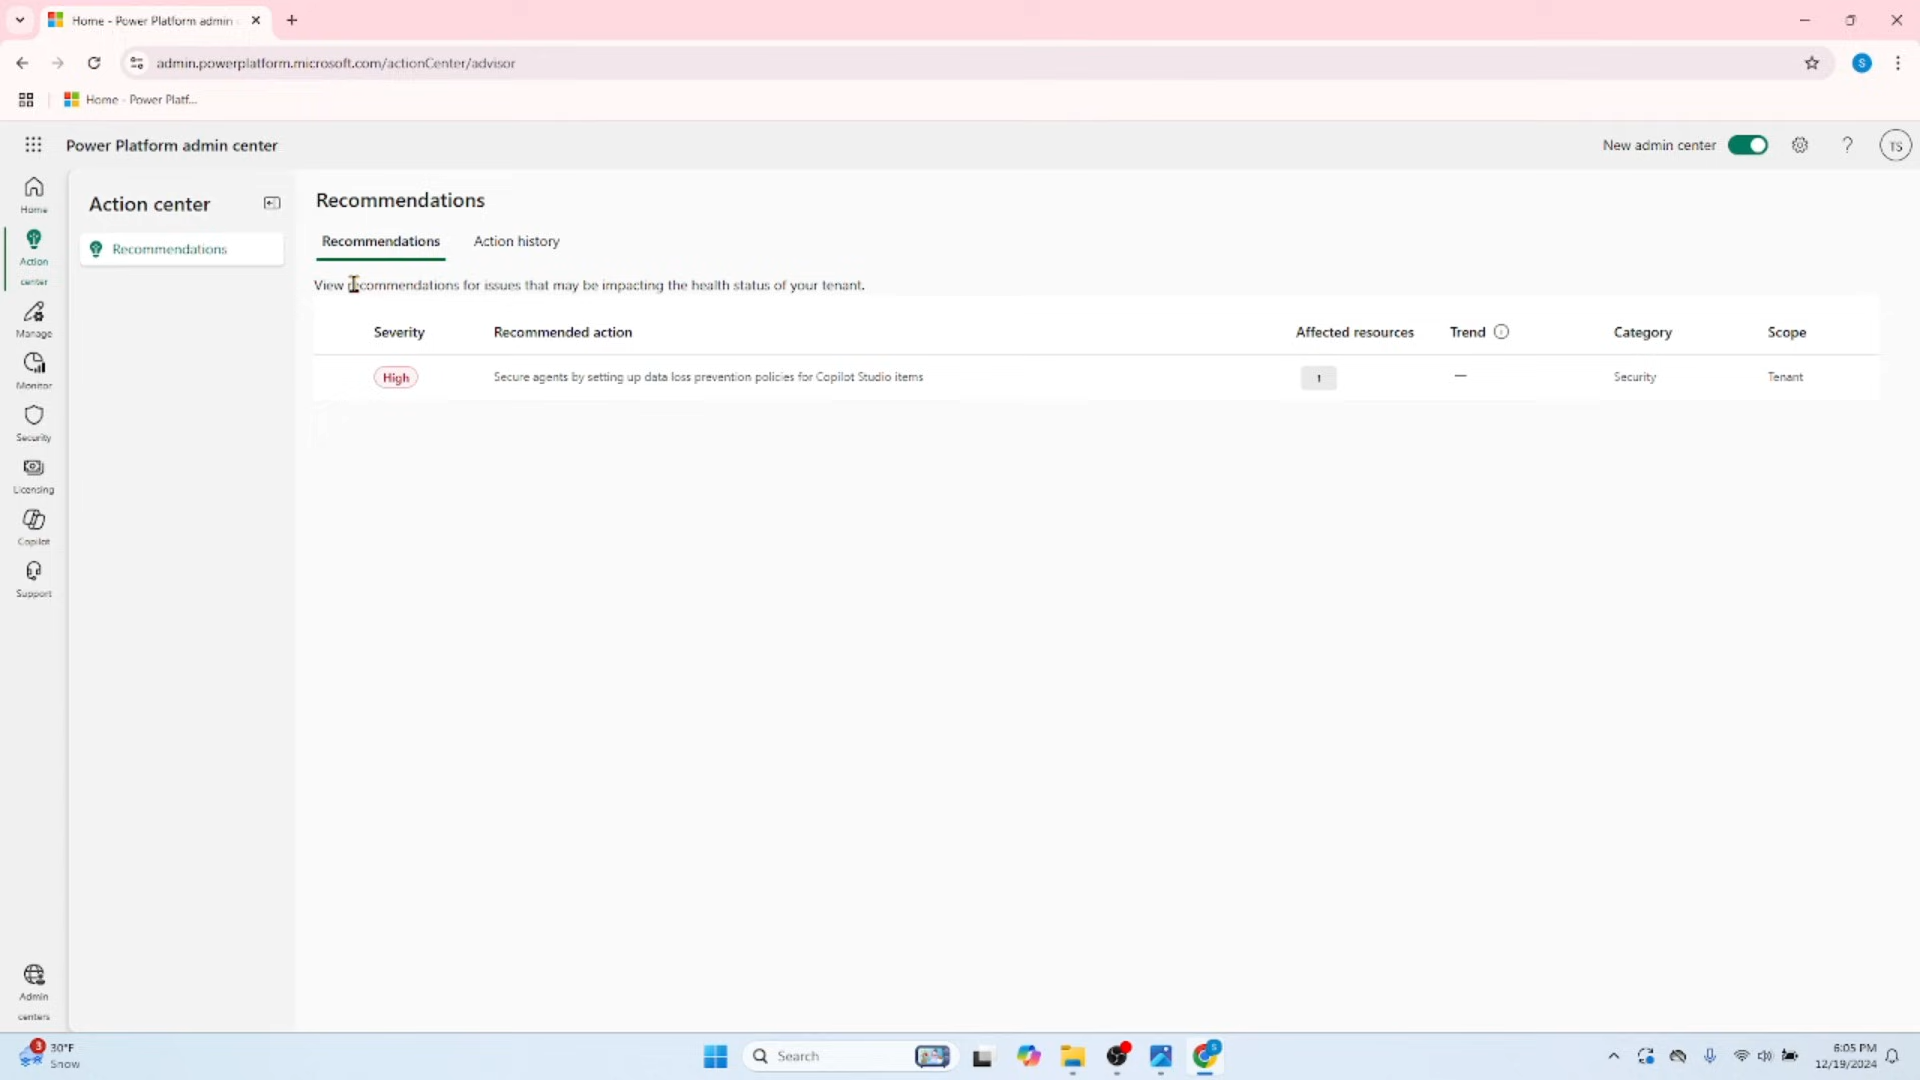 Home - Power Platform admin
admin.powerplatform.microsoft.com/actionCenter/advisor
Home - Power Platf...
Power Platform admin center
New admin center
TS
Home
Action center
Manage
Monitor
Security
Licensing
Copilot
Support
Admin centers
Action center
Recommendations
Recommendations
Recommendations Action history
View recommendations for issues that may be impacting the health status of your tenant.
Severity Recommended action Affected resources Trend Category Scope
High Secure agents by setting up data loss prevention policies for Copilot Studio items 1 — Security Tenant
S
3
30°F
Snow
Search
S
6:05 PM
12/19/2024